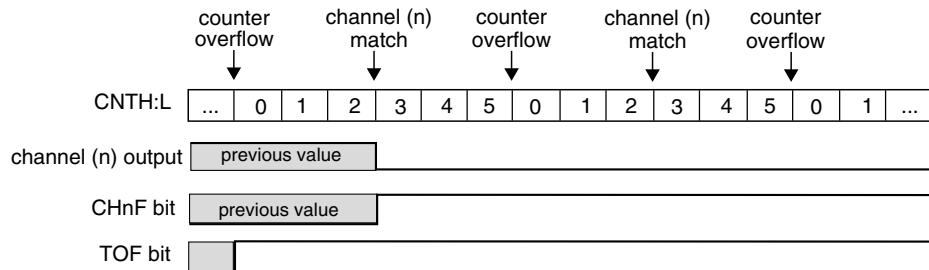 counter overflow
channel (n) match
counter overflow
channel (n) match
counter overflow
CNTH:L ... 0 1 2 3 4 5 0 1 2 3 4 5 0 1 ...
channel (n) output previous value
CHnF bit previous value
TOF bit